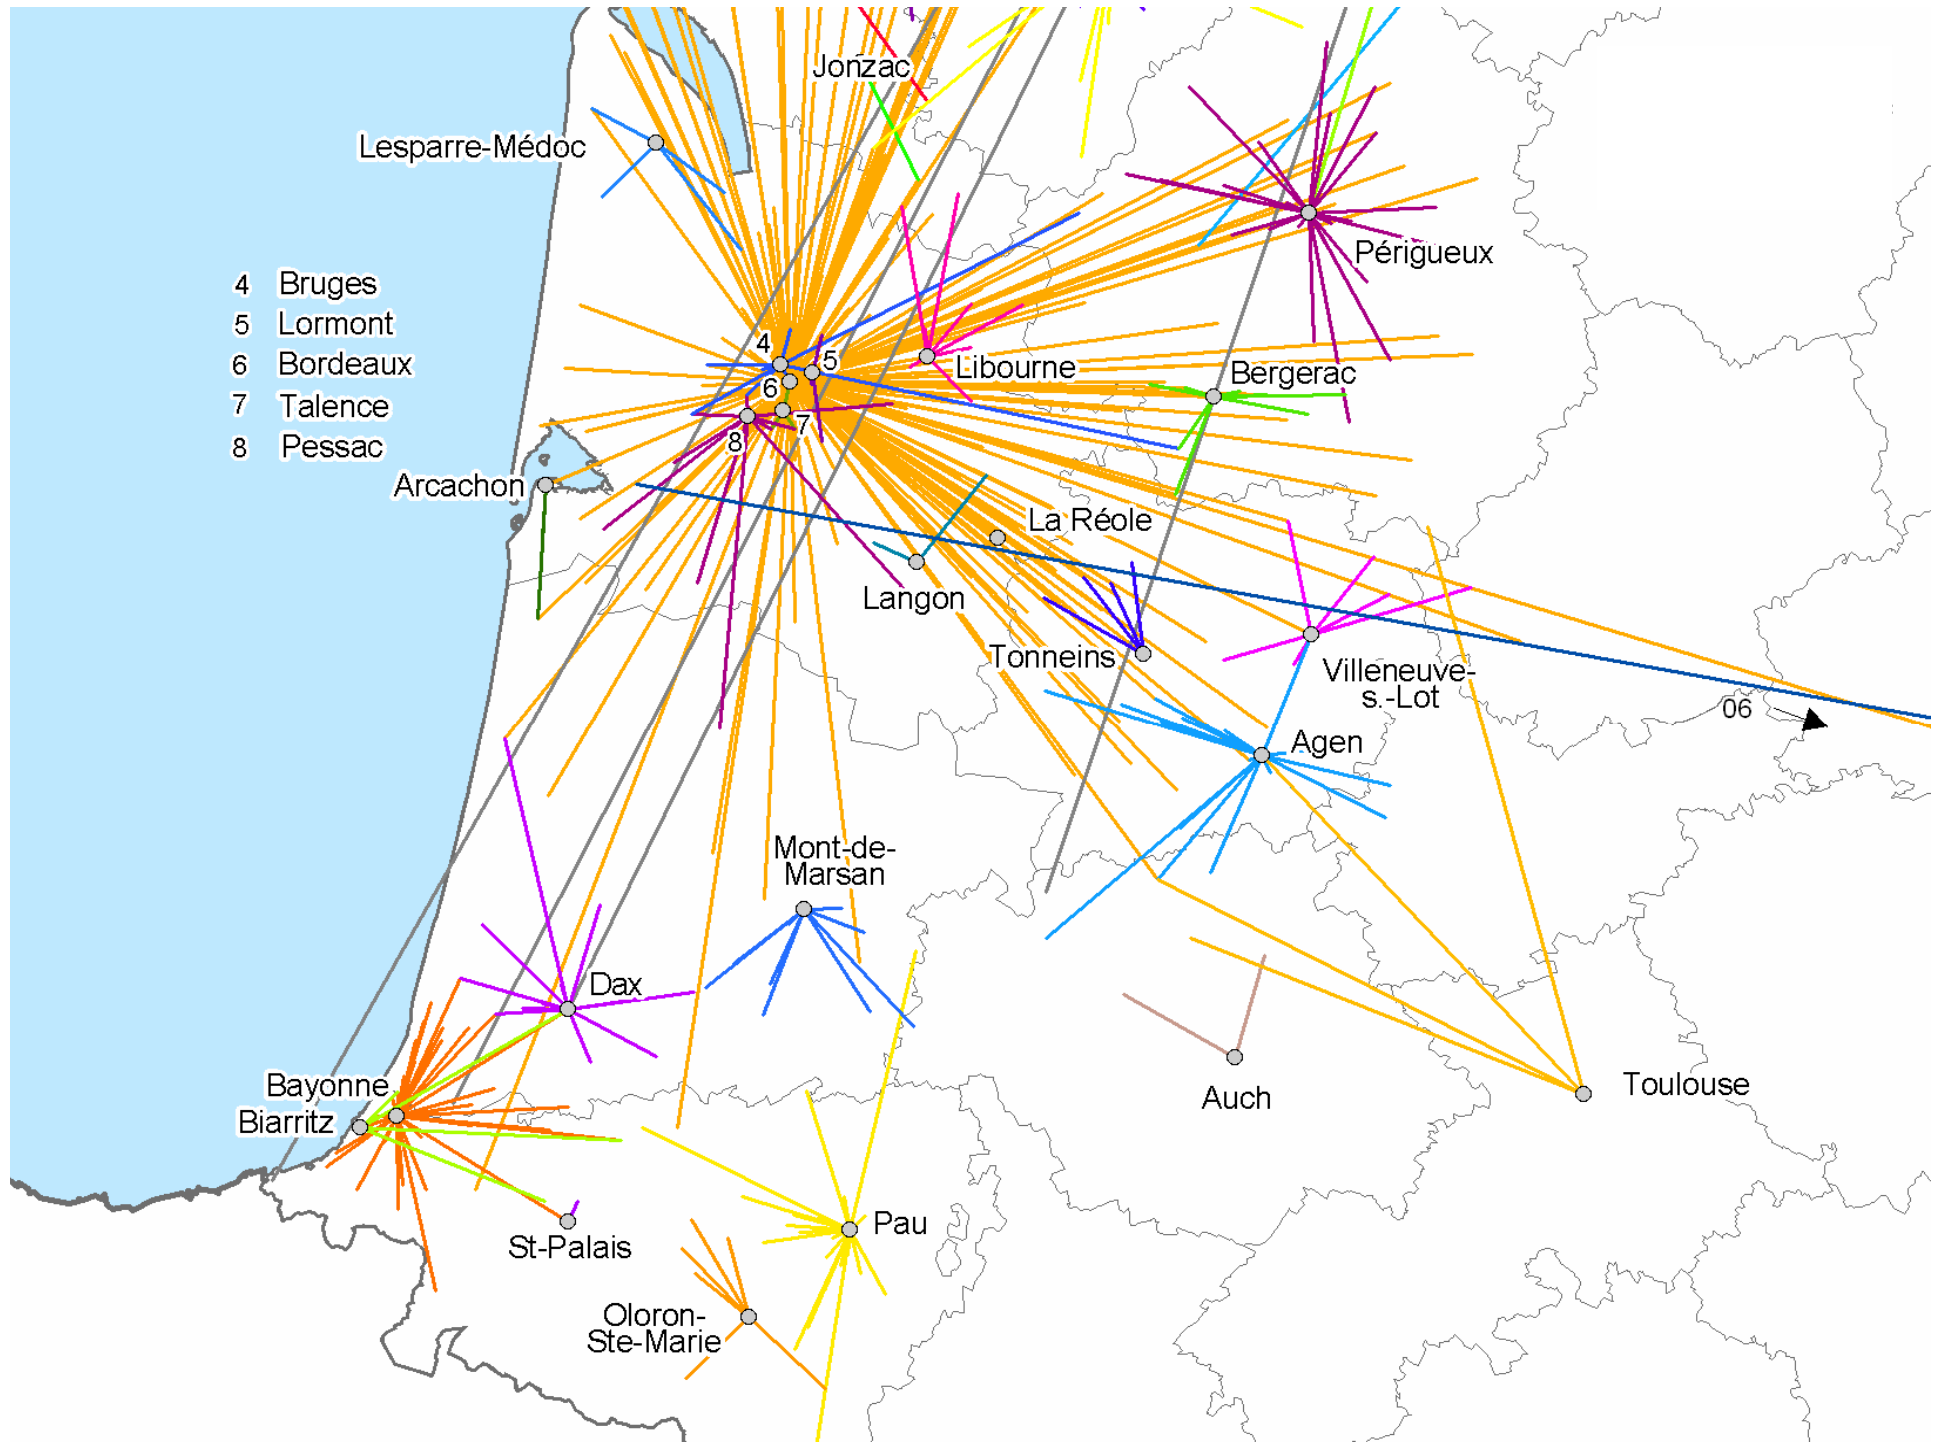 Jonzac
Lesparre-Médoc
Périgueux
4 Bruges
5 Lormont
6 Bordeaux
7 Talence
8 Pessac
4
5
6
7
8
Libourne
Bergerac
Arcachon
La Réole
Langon
Tonneins
Villeneuve-
s.-Lot
06
Agen
Mont-de-
Marsan
Dax
Bayonne
Biarritz
Auch
Toulouse
St-Palais
Pau
Oloron-
Ste-Marie